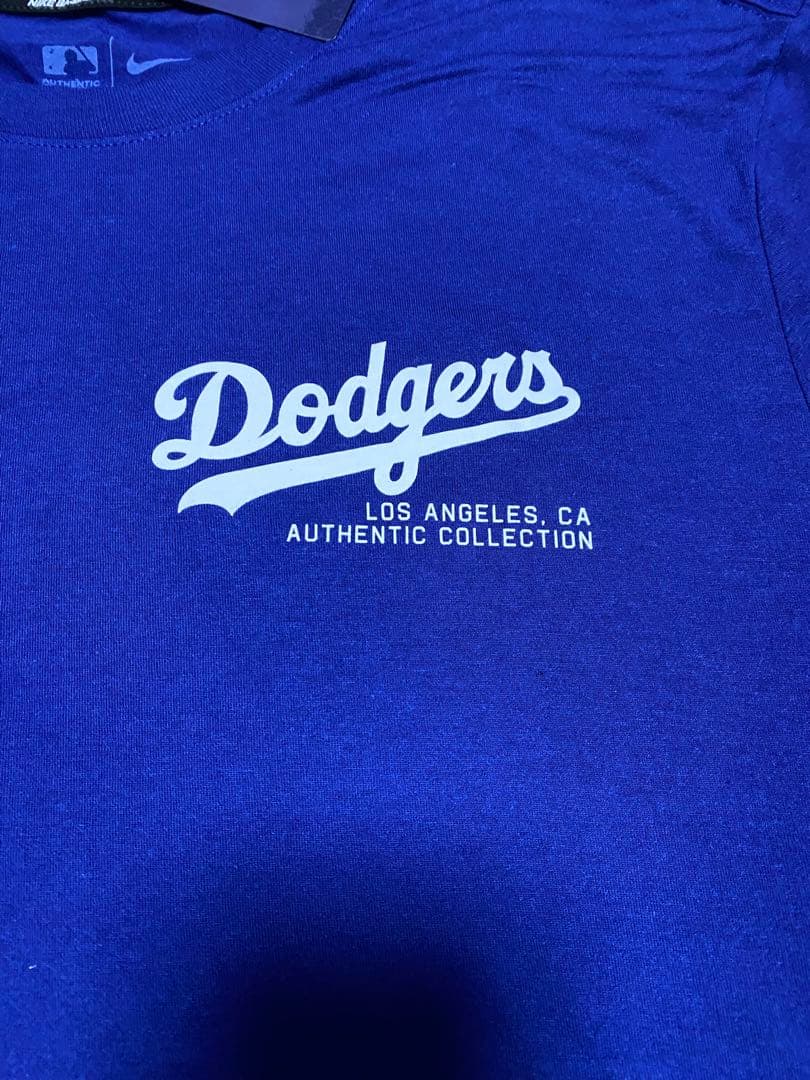 AUTHENTIC
Dodgers
LOS ANGELES, CA
AUTHENTIC COLLECTION